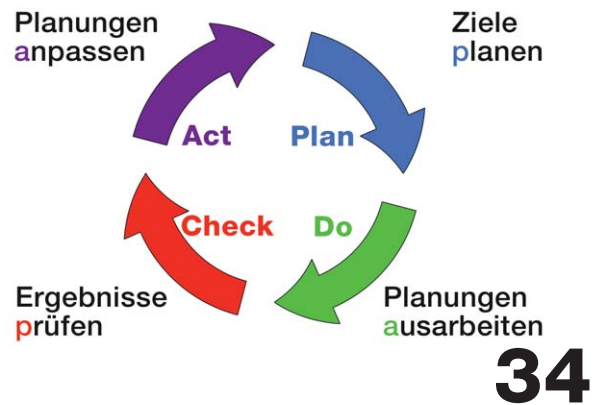 Planungen
anpassen
Ziele
planen
Act
Plan
Check
Do
Ergebnisse
prüfen
Planungen
ausarbeiten
34